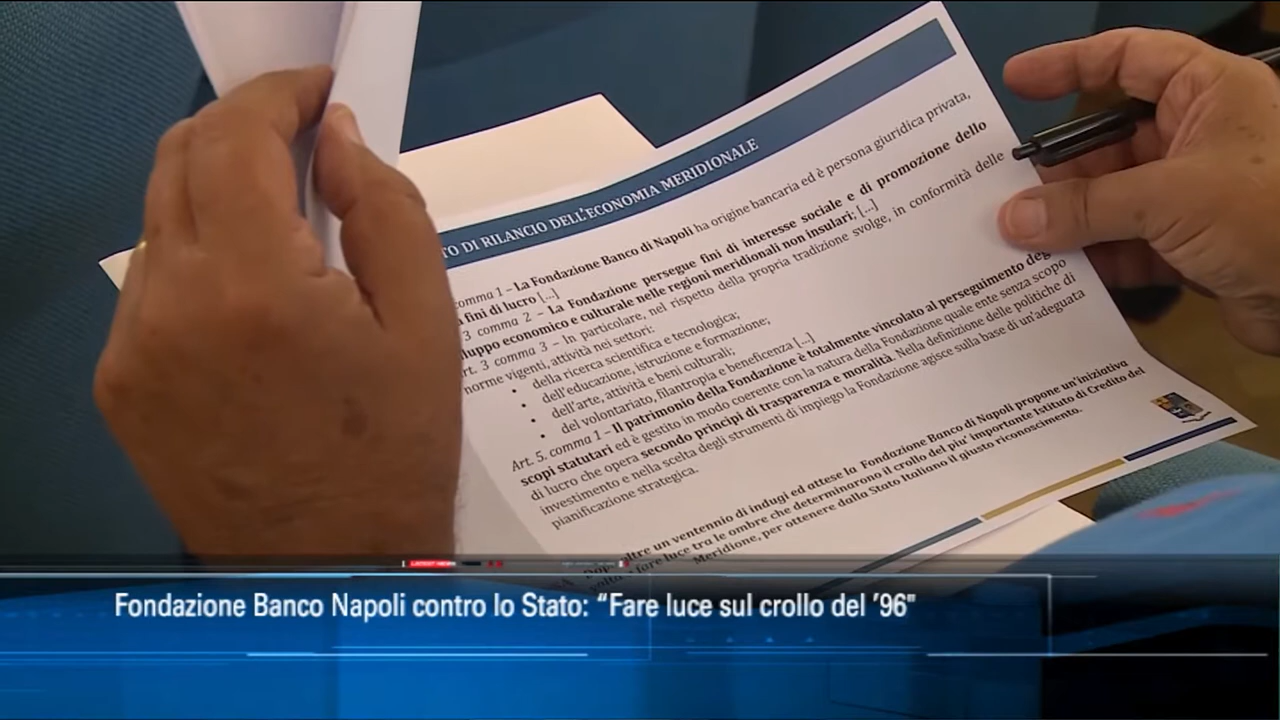 TO DI RILANCIO DELL'ECONOMIA MERIDIONALE
comma 1 – La Fondazione Banco di Napoli ha origine bancaria ed è persona giuridica privata,
fini di lucro [...]
3 comma 2 – La Fondazione persegue fini di interesse sociale e di promozione dello
luppo economico e culturale nelle regioni meridionali non insulari; [...]
rt. 3 comma 3 – In particolare, nel rispetto della propria tradizione svolge, in conformità delle
norme vigenti, attività nei settori:
• della ricerca scientifica e tecnologica;
• dell'educazione, istruzione e formazione;
• dell'arte, attività e beni culturali;
• del volontariato, filantropia e beneficenza [...]
Art. 5. comma 1 – Il patrimonio della Fondazione è totalmente vincolato al perseguimento deg
scopi statutari ed è gestito in modo coerente con la natura della Fondazione quale ente senza scopo
di lucro che opera secondo principi di trasparenza e moralità. Nella definizione delle politiche di
investimento e nella scelta degli strumenti di impiego la Fondazione agisce sulla base di un'adeguata
pianificazione strategica.
oltre un ventennio di indugi ed attese la Fondazione Banco di Napoli propone un'iniziativa
a fare luce tra le ombre che determinarono il crollo del piu' importante Istituto di Credito del
Meridione, per ottenere dallo Stato Italiano il giusto riconoscimento.
LATEST NEWS
Fondazione Banco Napoli contro lo Stato: “Fare luce sul crollo del ’96"